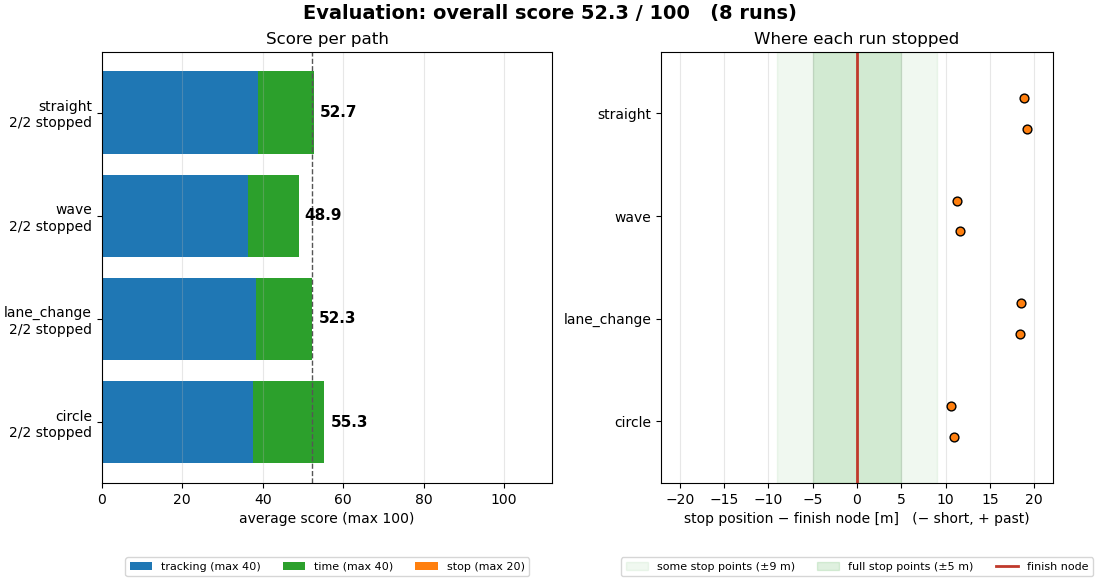 Evaluation: overall score 52.3 / 100   (8 runs)
Score per path
straight
2/2 stopped
52.7
wave
2/2 stopped
48.9
lane_change
2/2 stopped
52.3
circle
2/2 stopped
55.3
0 20 40 60 80 100
average score (max 100)
tracking (max 40) time (max 40) stop (max 20)
Where each run stopped
straight
wave
lane_change
circle
−20 −15 −10 −5 0 5 10 15 20
stop position − finish node [m]   (− short, + past)
some stop points (±9 m) full stop points (±5 m) finish node